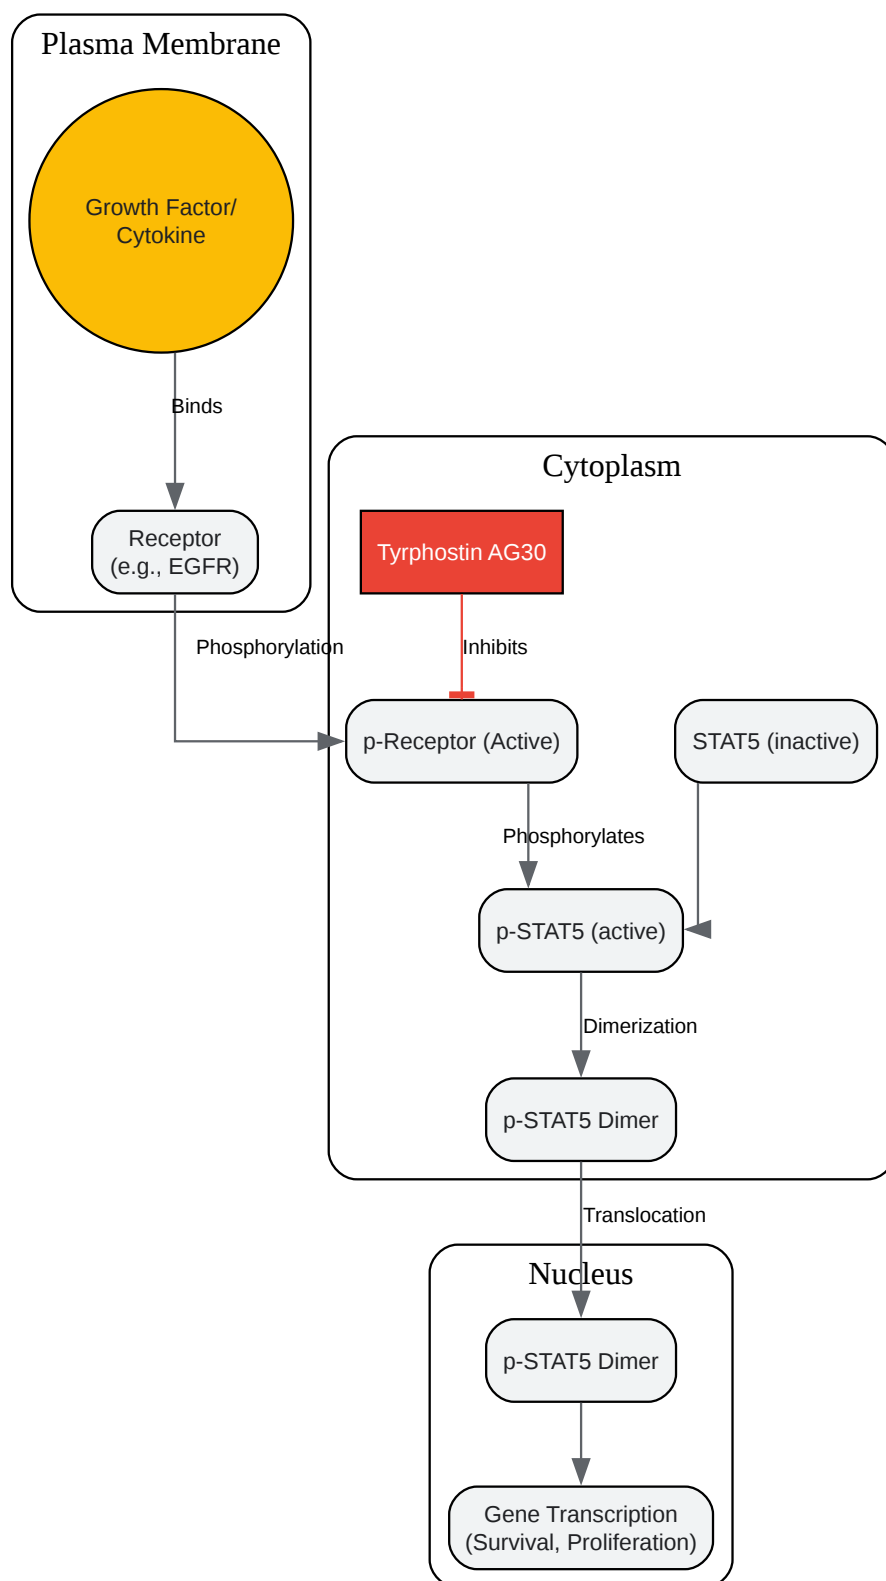 Plasma Membrane
Growth Factor/
Cytokine
Binds
Receptor
(e.g., EGFR)
Phosphorylation
Cytoplasm
Tyrphostin AG30
Inhibits
p-Receptor (Active)
STAT5 (inactive)
Phosphorylates
p-STAT5 (active)
Dimerization
p-STAT5 Dimer
Translocation
Nucleus
p-STAT5 Dimer
Gene Transcription
(Survival, Proliferation)